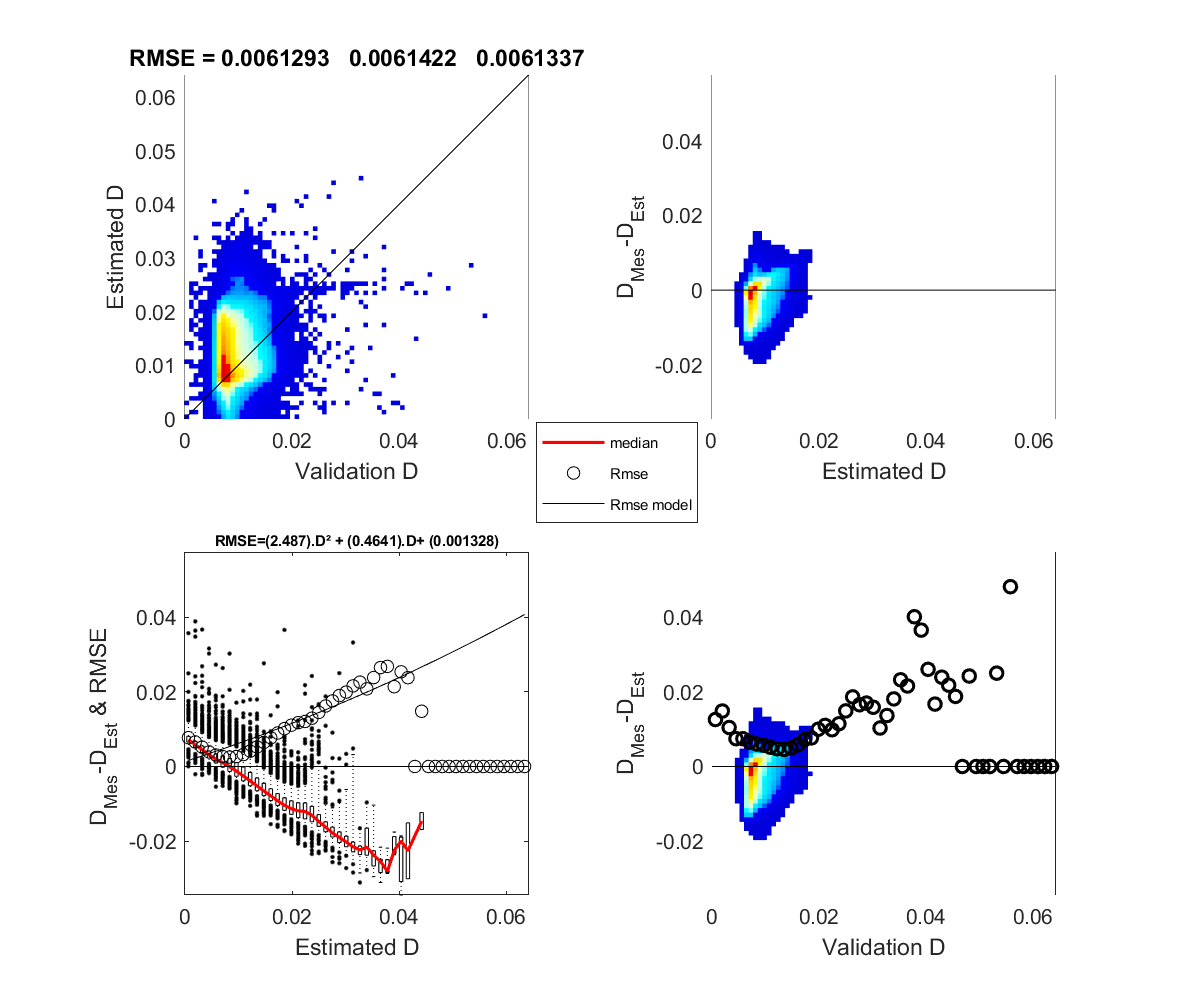 RMSE = 0.0061293 0.0061422 0.0061337
0.06
0.05
0.04
0.03
0.02
0.01
0
Estimated D
0 0.02 0.04 0.06
Validation D
0.04
0.02
0
-0.02
D_Mes-D_Est
0 0.02 0.04 0.06
Estimated D
median
Rmse
Rmse model
RMSE=(2.487).D² + (0.4641).D+ (0.001328)
0.04
0.02
0
-0.02
D_Mes-D_Est & RMSE
0 0.02 0.04 0.06
Estimated D
0.04
0.02
0
-0.02
D_Mes-D_Est
0 0.02 0.04 0.06
Validation D